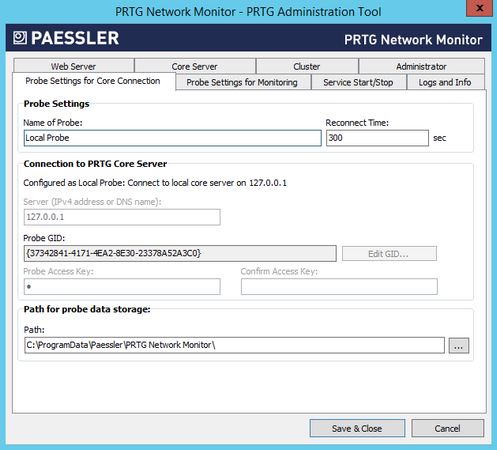 PRTG Network Monitor - PRTG Administration Tool
x
PAESSLER PRTG Network Monitor
Web Server Core Server Cluster Administrator
Probe Settings for Core Connection Probe Settings for Monitoring Service Start/Stop Logs and Info
Probe Settings
Name of Probe: Reconnect Time:
Local Probe 300 sec
Connection to PRTG Core Server
Configured as Local Probe: Connect to local core server on 127.0.0.1
Server (IPv4 address or DNS name):
127.0.0.1
Probe GID:
{37342841-4171-4EA2-8E30-23378A52A3C0} Edit GID...
Probe Access Key: Confirm Access Key:
Path for probe data storage:
Path:
C:\ProgramData\Paessler\PRTG Network Monitor\ ...
Save & Close Cancel